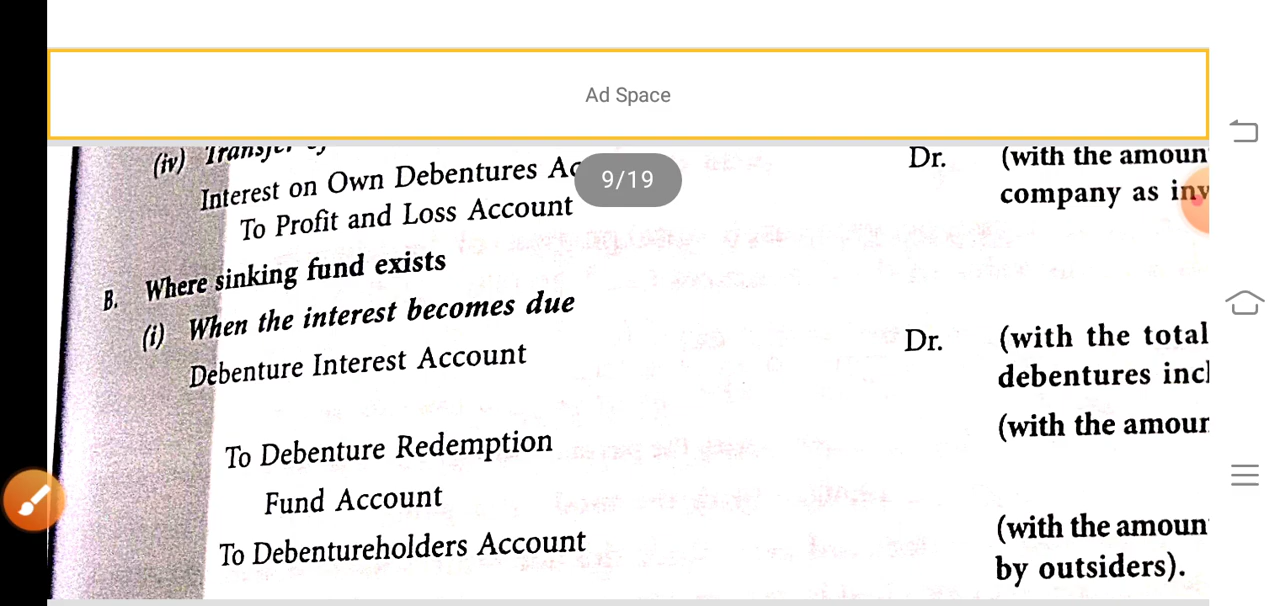 Ad Space
(iv)
Interest on Own Debentures Dr. (with the
9/19
To Profit and Loss Account company as
B. Where sinking fund exists
(i) When the interest becomes due
Debenture Interest Account Dr. (with the total
debentures
To Debenture Redemption (with the
Fund Account
To Debentureholders Account (with the
by outsiders).